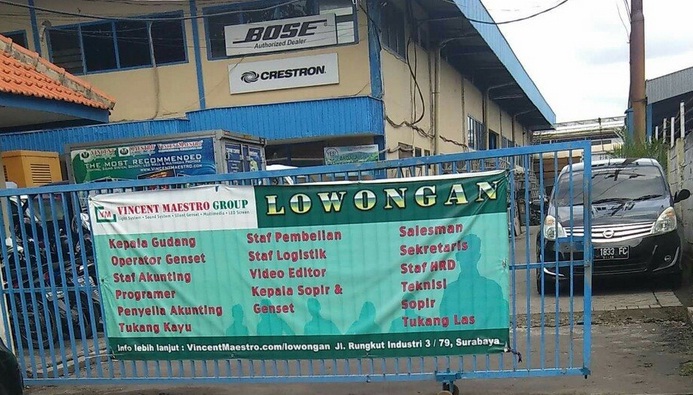 BOSE
Authorized Dealer
CRESTRON
VINCENT MAESTRO
THE MOST RECOMMENDED
VINCENT MAESTRO GROUP
LOWONGAN
Kepala Gudang
Operator Genset
Staf Akunting
Programer
Penyelia Akunting
Tukang Kayu
Staf Pembelian
Staf Logistik
Video Editor
Kepala Sopir &
Genset
Salesman
Sekretaris
Staf HRD
Teknisi
Sopir
Tukang Las
Info lebih lanjut : VincentMaestro.com/lowongan Jl. Rungkut Industri 3 / 79, Surabaya
1833 FC